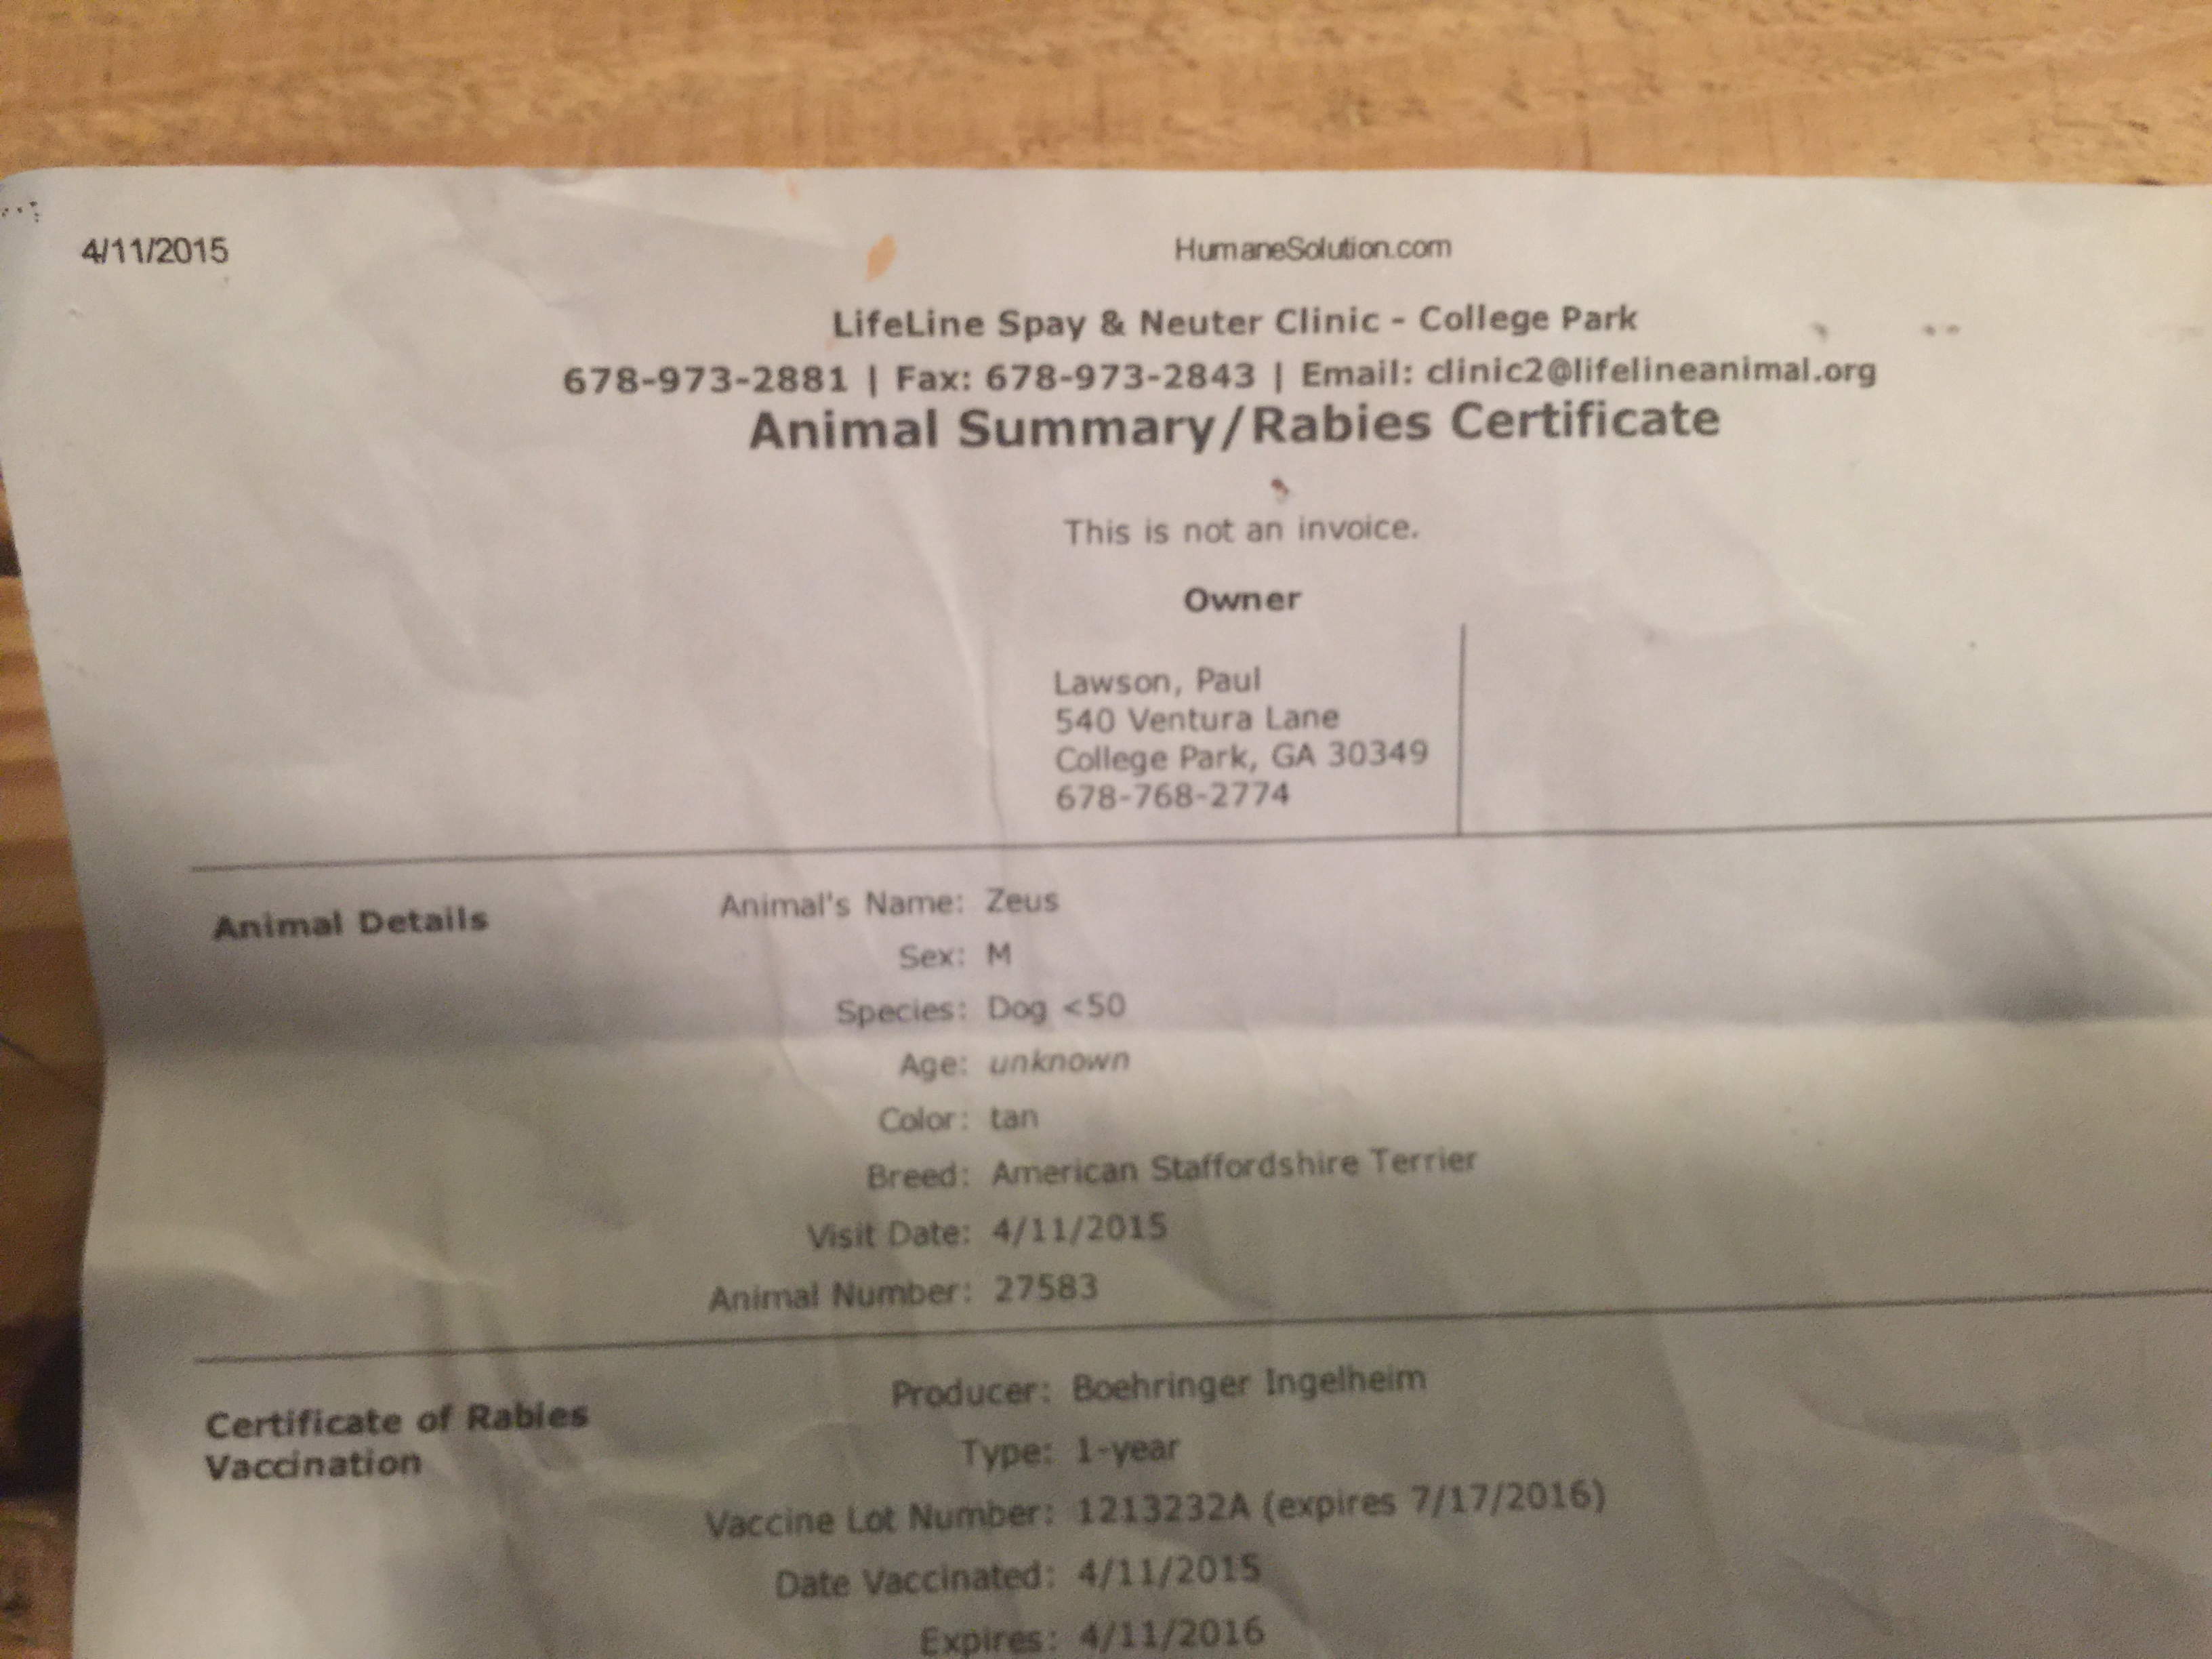 4/11/2015 HumaneSolution.com
LifeLine Spay & Neuter Clinic - College Park
678-973-2881 | Fax: 678-973-2843 | Email: clinic2@lifelineanimal.org
Animal Summary/Rabies Certificate
This is not an invoice.
Owner
Lawson, Paul
540 Ventura Lane
College Park, GA 30349
678-768-2774
Animal Details
Animal's Name: Zeus
Sex: M
Species: Dog <50
Age: unknown
Color: tan
Breed: American Staffordshire Terrier
Visit Date: 4/11/2015
Animal Number: 27583
Certificate of Rabies
Vaccination
Producer: Boehringer Ingelheim
Type: 1-year
Vaccine Lot Number: 1213232A (expires 7/17/2016)
Date Vaccinated: 4/11/2015
Expires: 4/11/2016